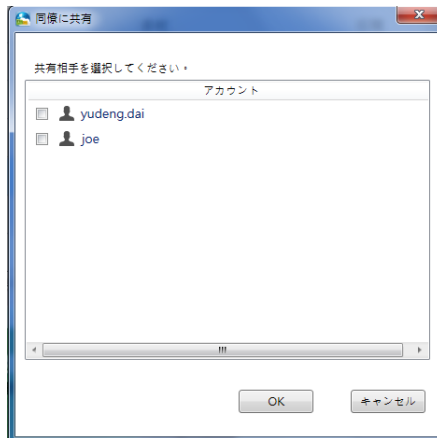 同僚に共有
共有相手を選択してください。
アカウント
yudeng.dai
joe
OK
キャンセル